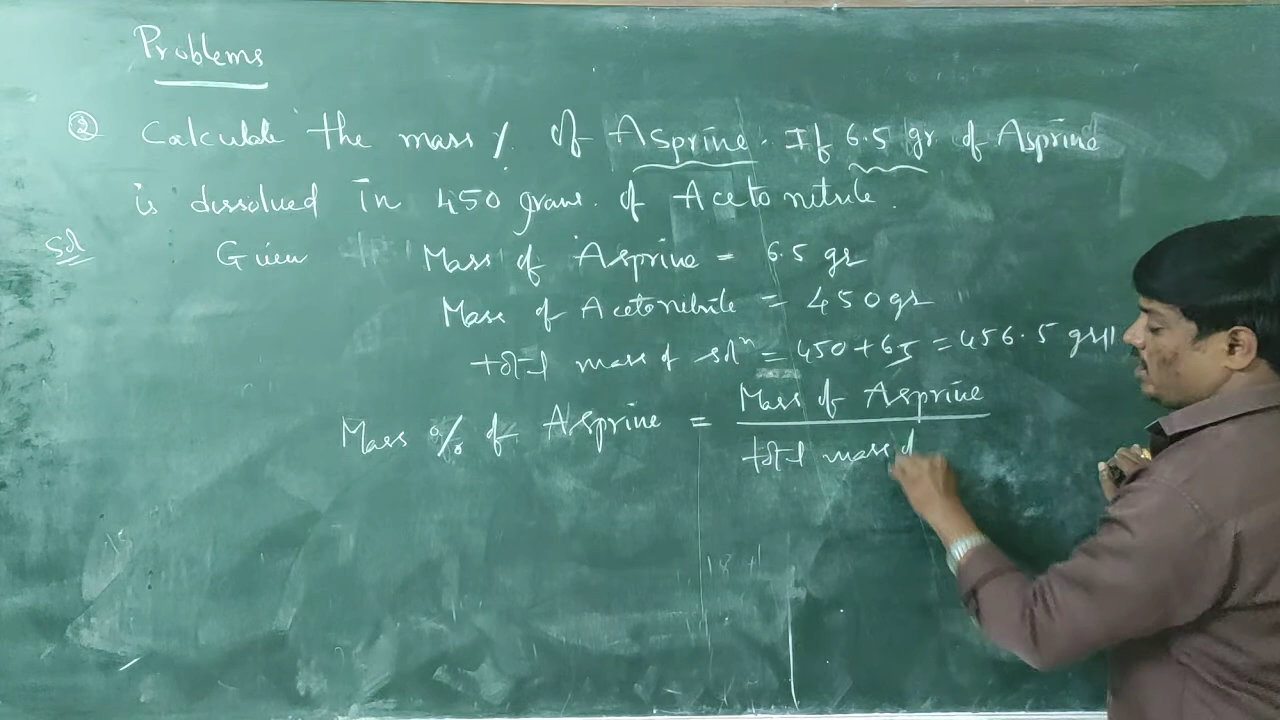 Problems
② Calculate the mass % of Asprine. If 6.5 gr. of Asprine
is dissolved in 450 grams. of Aceto nitrile.
Sol Given Mass of Asprine = 6.5 gr
Mass of Acetonitrile = 450 gr
total mass of solⁿ = 450 + 6.5 = 456.5 gr//
Mass % of Asprine = Mass of Asprine
total mass of